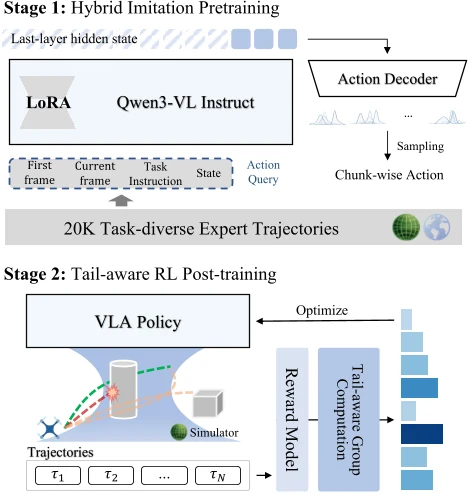 Stage 1: Hybrid Imitation Pretraining
Last-layer hidden state
LoRA
Qwen3-VL Instruct
Action Decoder
...
Sampling
Chunk-wise Action
First frame
Current frame
Task Instruction
State
Action Query
20K Task-diverse Expert Trajectories
Stage 2: Tail-aware RL Post-training
VLA Policy
Optimize
Simulator
Reward Model
Tail-aware Group Computation
Trajectories
τ1
τ2
...
τN